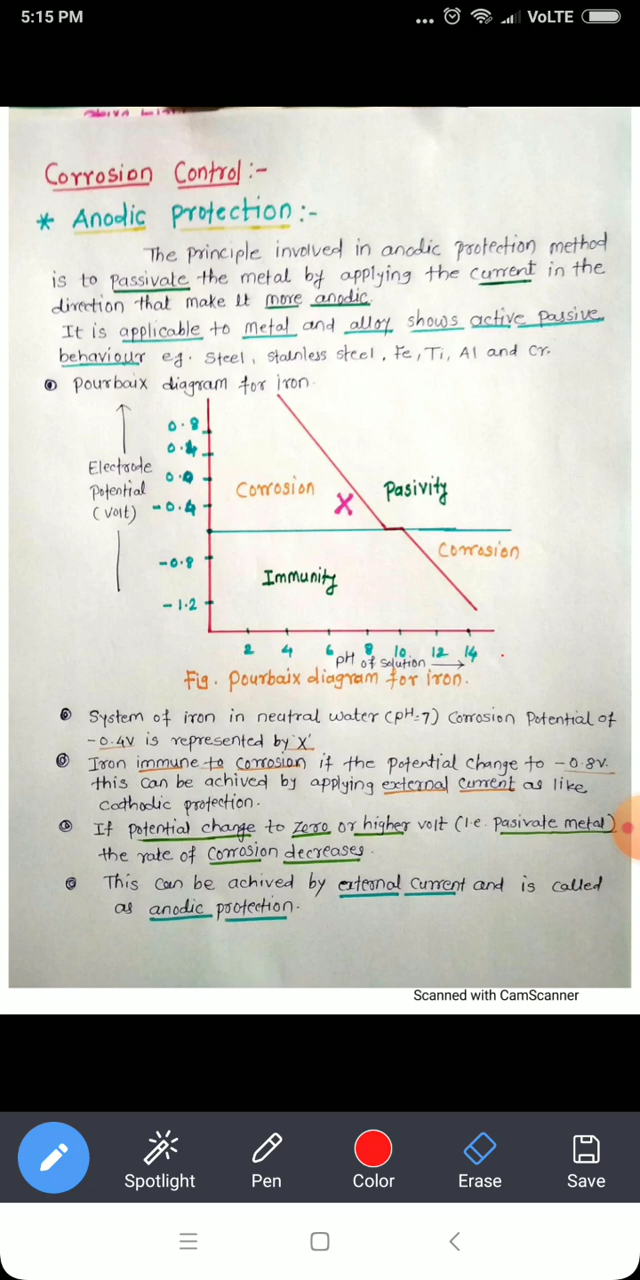 5:15 PM
VoLTE
Corrosion Control :-
* Anodic Protection :-
The principle involved in anodic protection method
is to passivate the metal by applying the current in the
direction that make it more anodic.
It is applicable to metal and alloy shows active passive
behaviour eg. Steel, stainless steel, Fe, Ti, Al and Cr.
Pourbaix diagram for iron.
0.8
0.4
0.0
-0.4
-0.8
-1.2
Electrode
Potential
(volt)
Corrosion
X
Pasivity
Corrosion
Immunity
2 4 6 8 10 12 14
pH of solution
Fig. Pourbaix diagram for iron.
System of iron in neutral water (pH=7) corrosion Potential of
-0.4V is represented by 'X'
Iron immune to corrosion if the potential change to -0.8V.
this can be achived by applying external current as like
cathodic protection.
If potential change to zero or higher volt (i.e. pasivate metal)
the rate of corrosion decreases.
This can be achived by external current and is called
as anodic protection.
Scanned with CamScanner
Spotlight
Pen
Color
Erase
Save